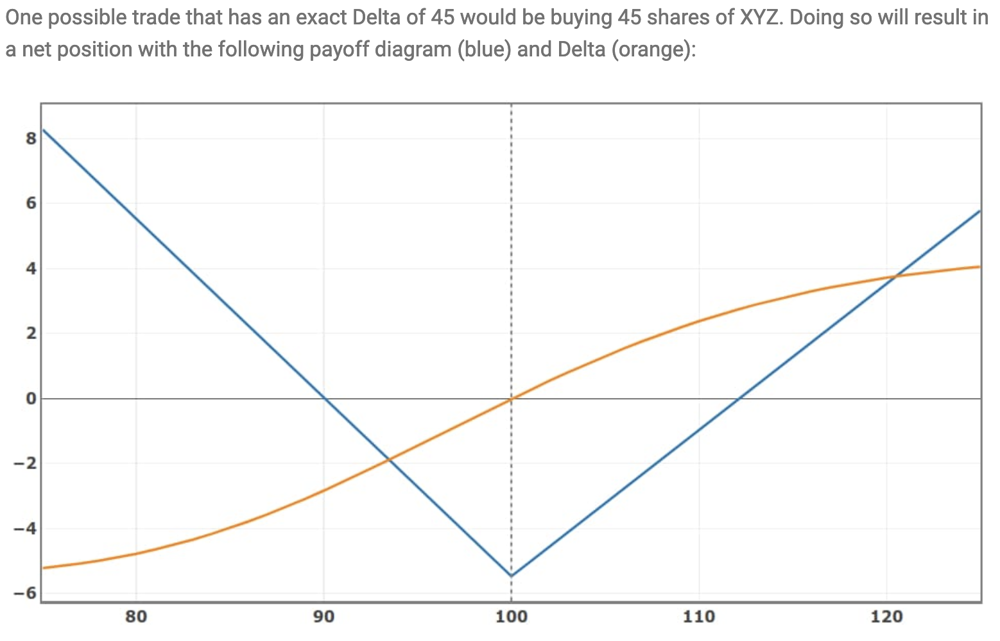 One possible trade that has an exact Delta of 45 would be buying 45 shares of XYZ. Doing so will result in
a net position with the following payoff diagram (blue) and Delta (orange):
8
6
4
2
0
−2
−4
−6
80 90 100 110 120